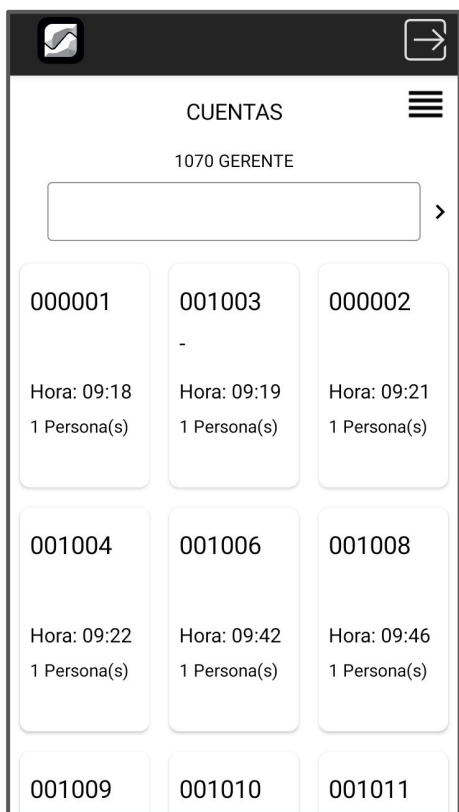 CUENTAS
1070 GERENTE
000001
001003
000002
-
Hora: 09:18
Hora: 09:19
Hora: 09:21
1 Persona(s)
1 Persona(s)
1 Persona(s)
001004
001006
001008
Hora: 09:22
Hora: 09:42
Hora: 09:46
1 Persona(s)
1 Persona(s)
1 Persona(s)
001009
001010
001011